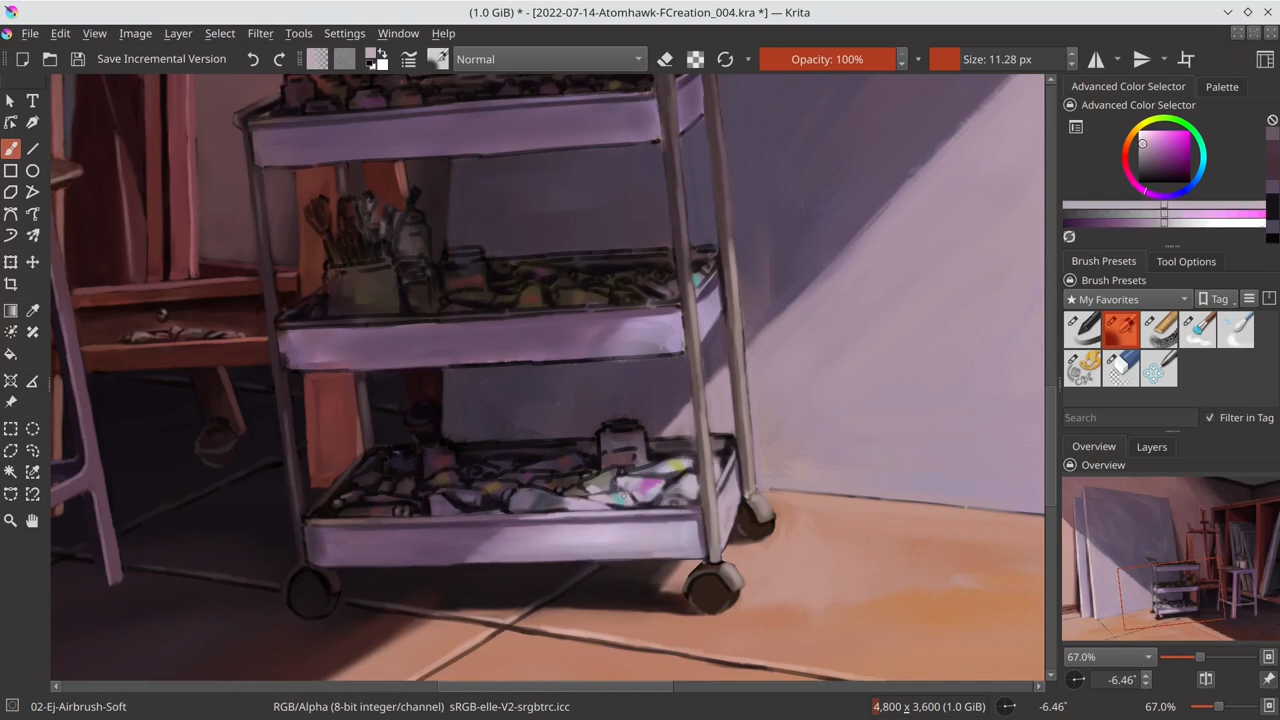 (1.0 GiB) * - [2022-07-14-Atomhawk-FCreation_004.kra *] — Krita
File Edit View Image Layer Select Filter Tools Settings Window Help
Save Incremental Version Normal Opacity: 100% Size: 11.28 px
Advanced Color Selector Palette
Advanced Color Selector
Brush Presets Tool Options
Brush Presets
★ My Favorites Tag
Search Filter in Tag
Overview Layers
Overview
67.0%
-6.46°
02-Ej-Airbrush-Soft RGB/Alpha (8-bit integer/channel) sRGB-elle-V2-srgbtrc.icc 4,800 x 3,600 (1.0 GiB) -6.46° 67.0%